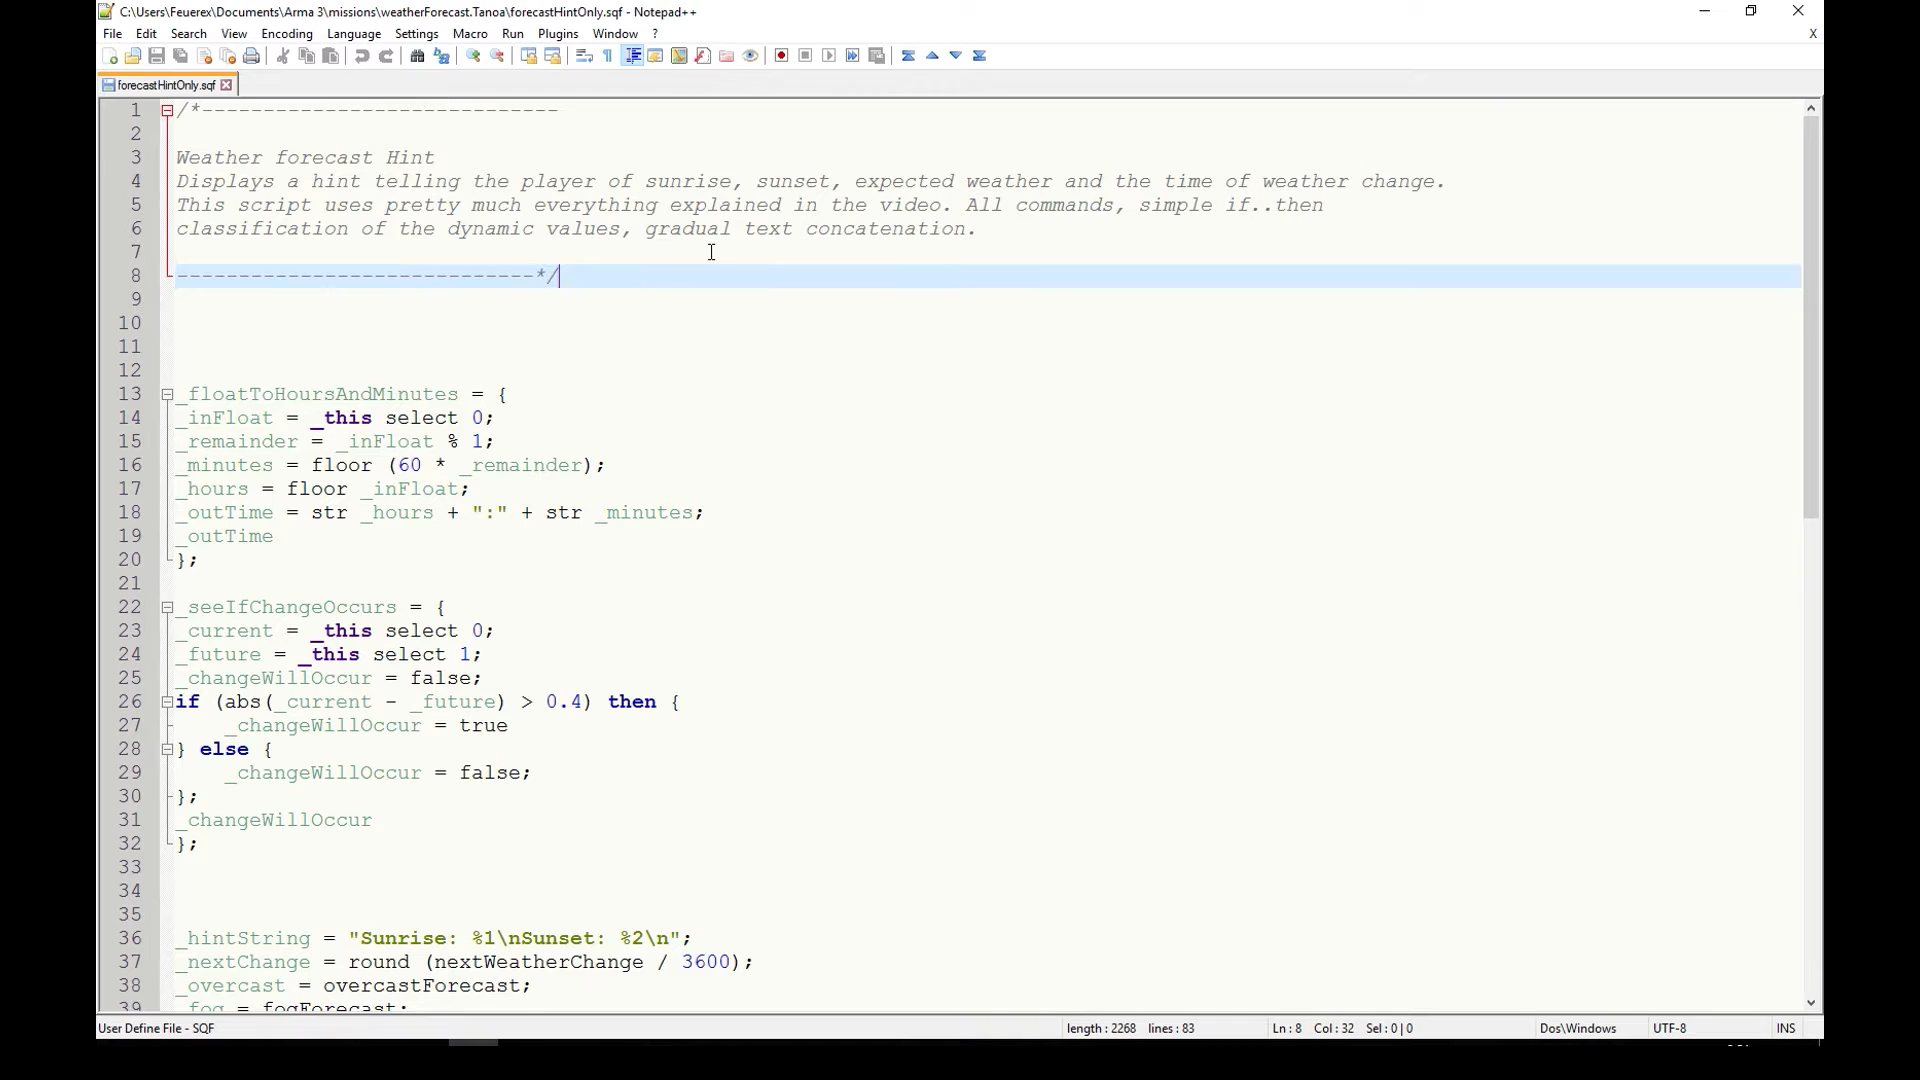 C:\Users\Feuerex\Documents\Arma 3\missions\weatherForecast.Tanoa\forecastHintOnly.sqf - Notepad++
File Edit Search View Encoding Language Settings Macro Run Plugins Window ? X
forecastHintOnly.sqf
1 /*-----------------------------
2
3 Weather forecast Hint
4 Displays a hint telling the player of sunrise, sunset, expected weather and the time of weather change.
5 This script uses pretty much everything explained in the video. All commands, simple if..then
6 classification of the dynamic values, gradual text concatenation.
7
8 -----------------------------*/
9
10
11
12
13 _floatToHoursAndMinutes = {
14 _inFloat = _this select 0;
15 _remainder = _inFloat % 1;
16 _minutes = floor (60 * _remainder);
17 _hours = floor _inFloat;
18 _outTime = str _hours + ":" + str _minutes;
19 _outTime
20 };
21
22 _seeIfChangeOccurs = {
23 _current = _this select 0;
24 _future = _this select 1;
25 _changeWillOccur = false;
26 if (abs(_current - _future) > 0.4) then {
27     _changeWillOccur = true
28 } else {
29     _changeWillOccur = false;
30 };
31 _changeWillOccur
32 };
33
34
35
36 _hintString = "Sunrise: %1\nSunset: %2\n";
37 _nextChange = round (nextWeatherChange / 3600);
38 _overcast = overcastForecast;
39 _fog = fogForecast;
User Define File - SQF length : 2268 lines : 83 Ln : 8 Col : 32 Sel : 0 | 0 Dos\Windows UTF-8 INS